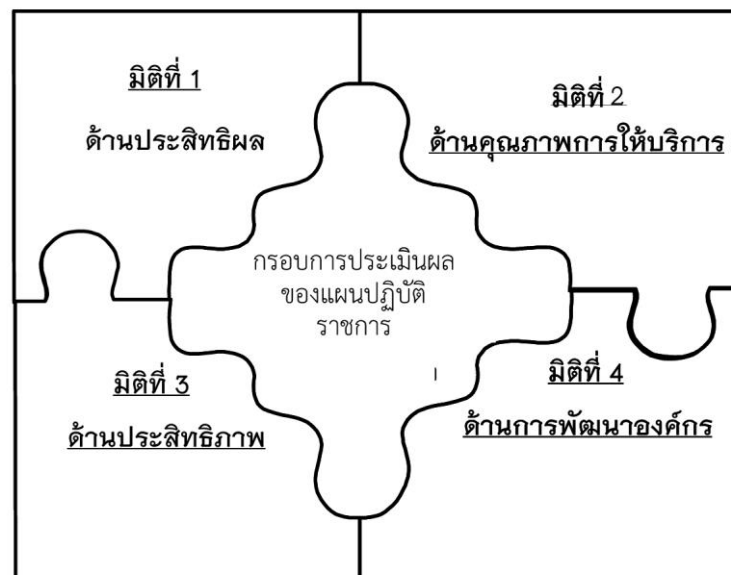 มิติที่ 1
ด้านประสิทธิผล
มิติที่ 2
ด้านคุณภาพการให้บริการ
กรอบการประเมินผล
ของแผนปฏิบัติ
ราชการ
มิติที่ 3
ด้านประสิทธิภาพ
มิติที่ 4
ด้านการพัฒนาองค์กร